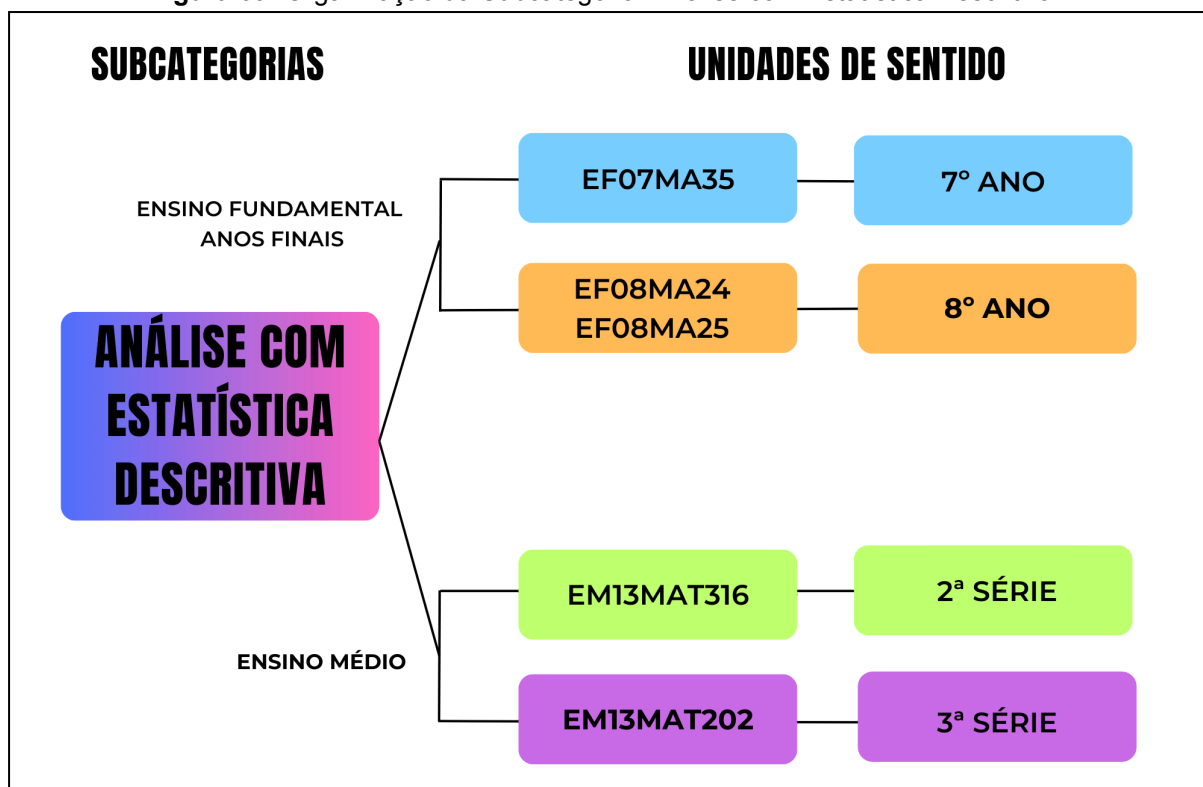 SUBCATEGORIAS
UNIDADES DE SENTIDO
ENSINO FUNDAMENTAL
ANOS FINAIS
EF07MA35
7º ANO
EF08MA24
EF08MA25
8º ANO
ANÁLISE COM
ESTATÍSTICA
DESCRITIVA
ENSINO MÉDIO
EM13MAT316
2ª SÉRIE
EM13MAT202
3ª SÉRIE